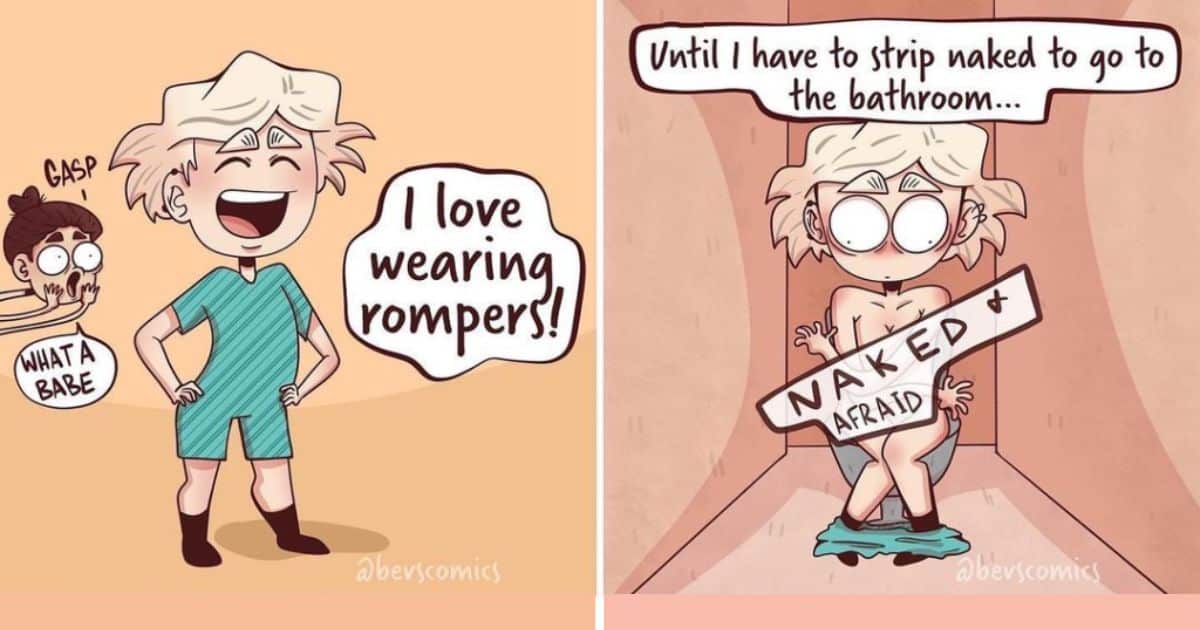 GASP
WHAT A
BABE
I love
wearing
rompers!
@bevscomics
Until I have to strip naked to go to
the bathroom...
NAKED &
AFRAID
@bevscomics